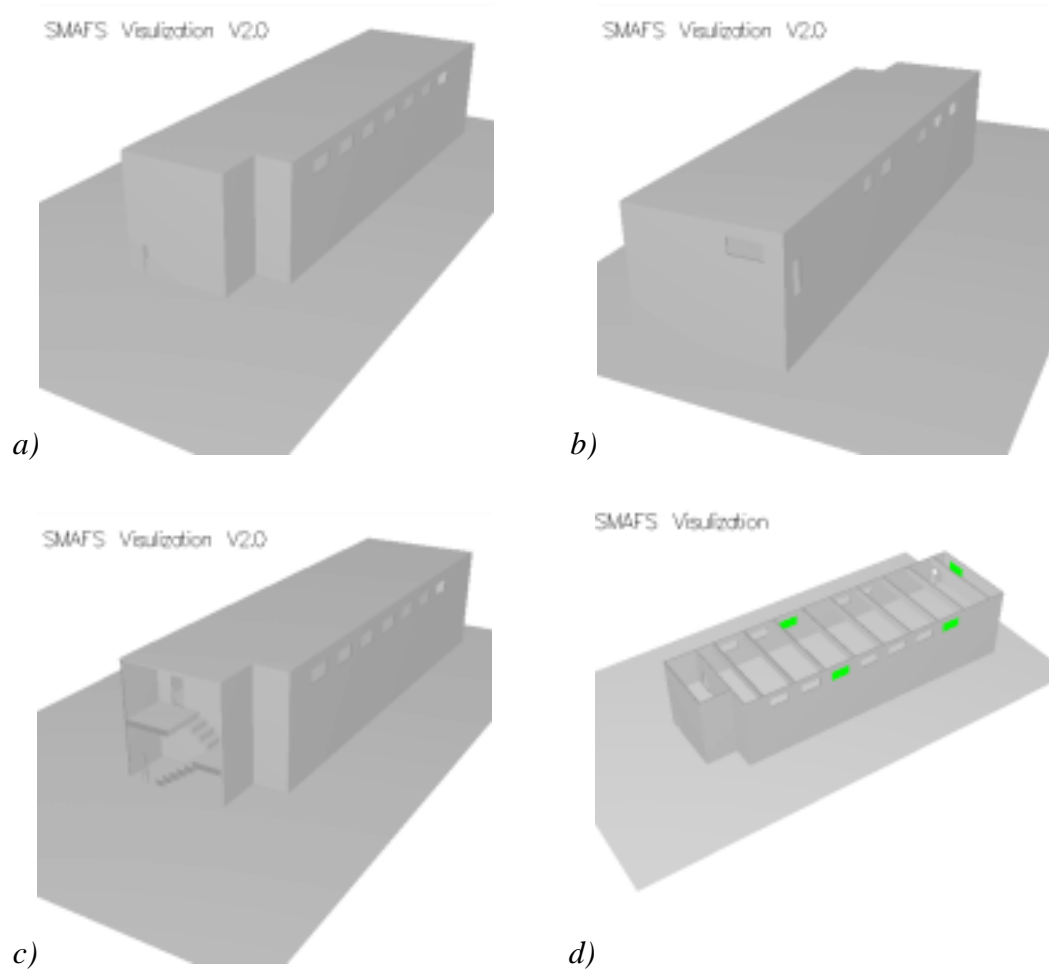 SMAFS Visulization V2.0
SMAFS Visulization V2.0
a)
b)
SMAFS Visulization V2.0
SMAFS Visulization
c)
d)